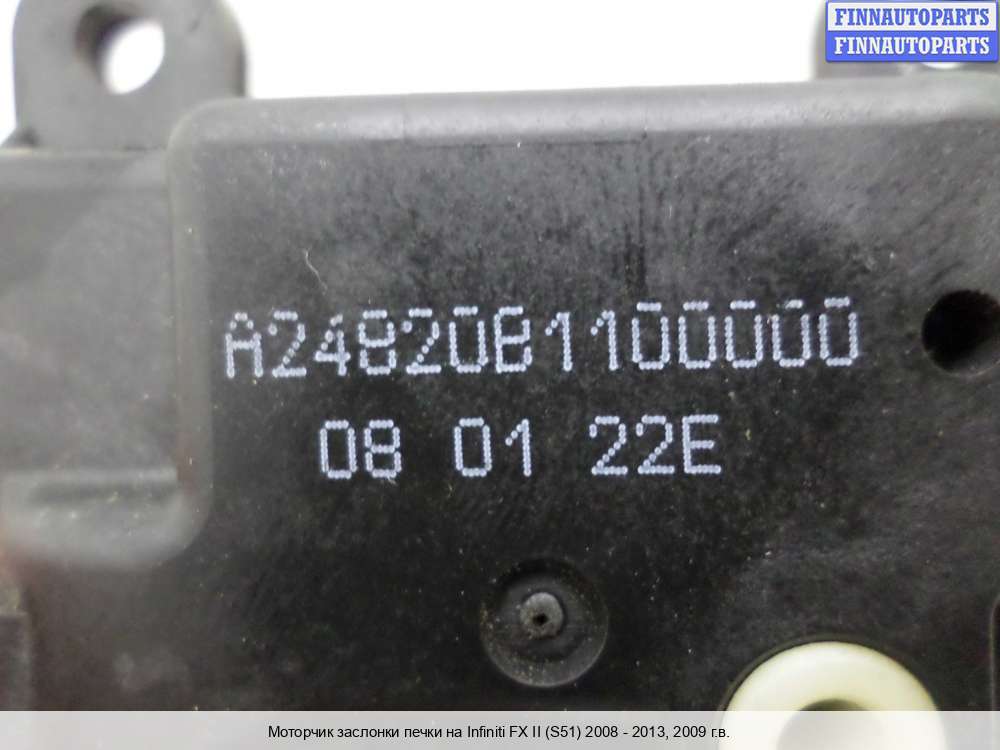 FINNAUTOPARTS
FINNAUTOPARTS
A24820B1100000
08 01 22E
Моторчик заслонки печки на Infiniti FX II (S51) 2008 - 2013, 2009 г.в.